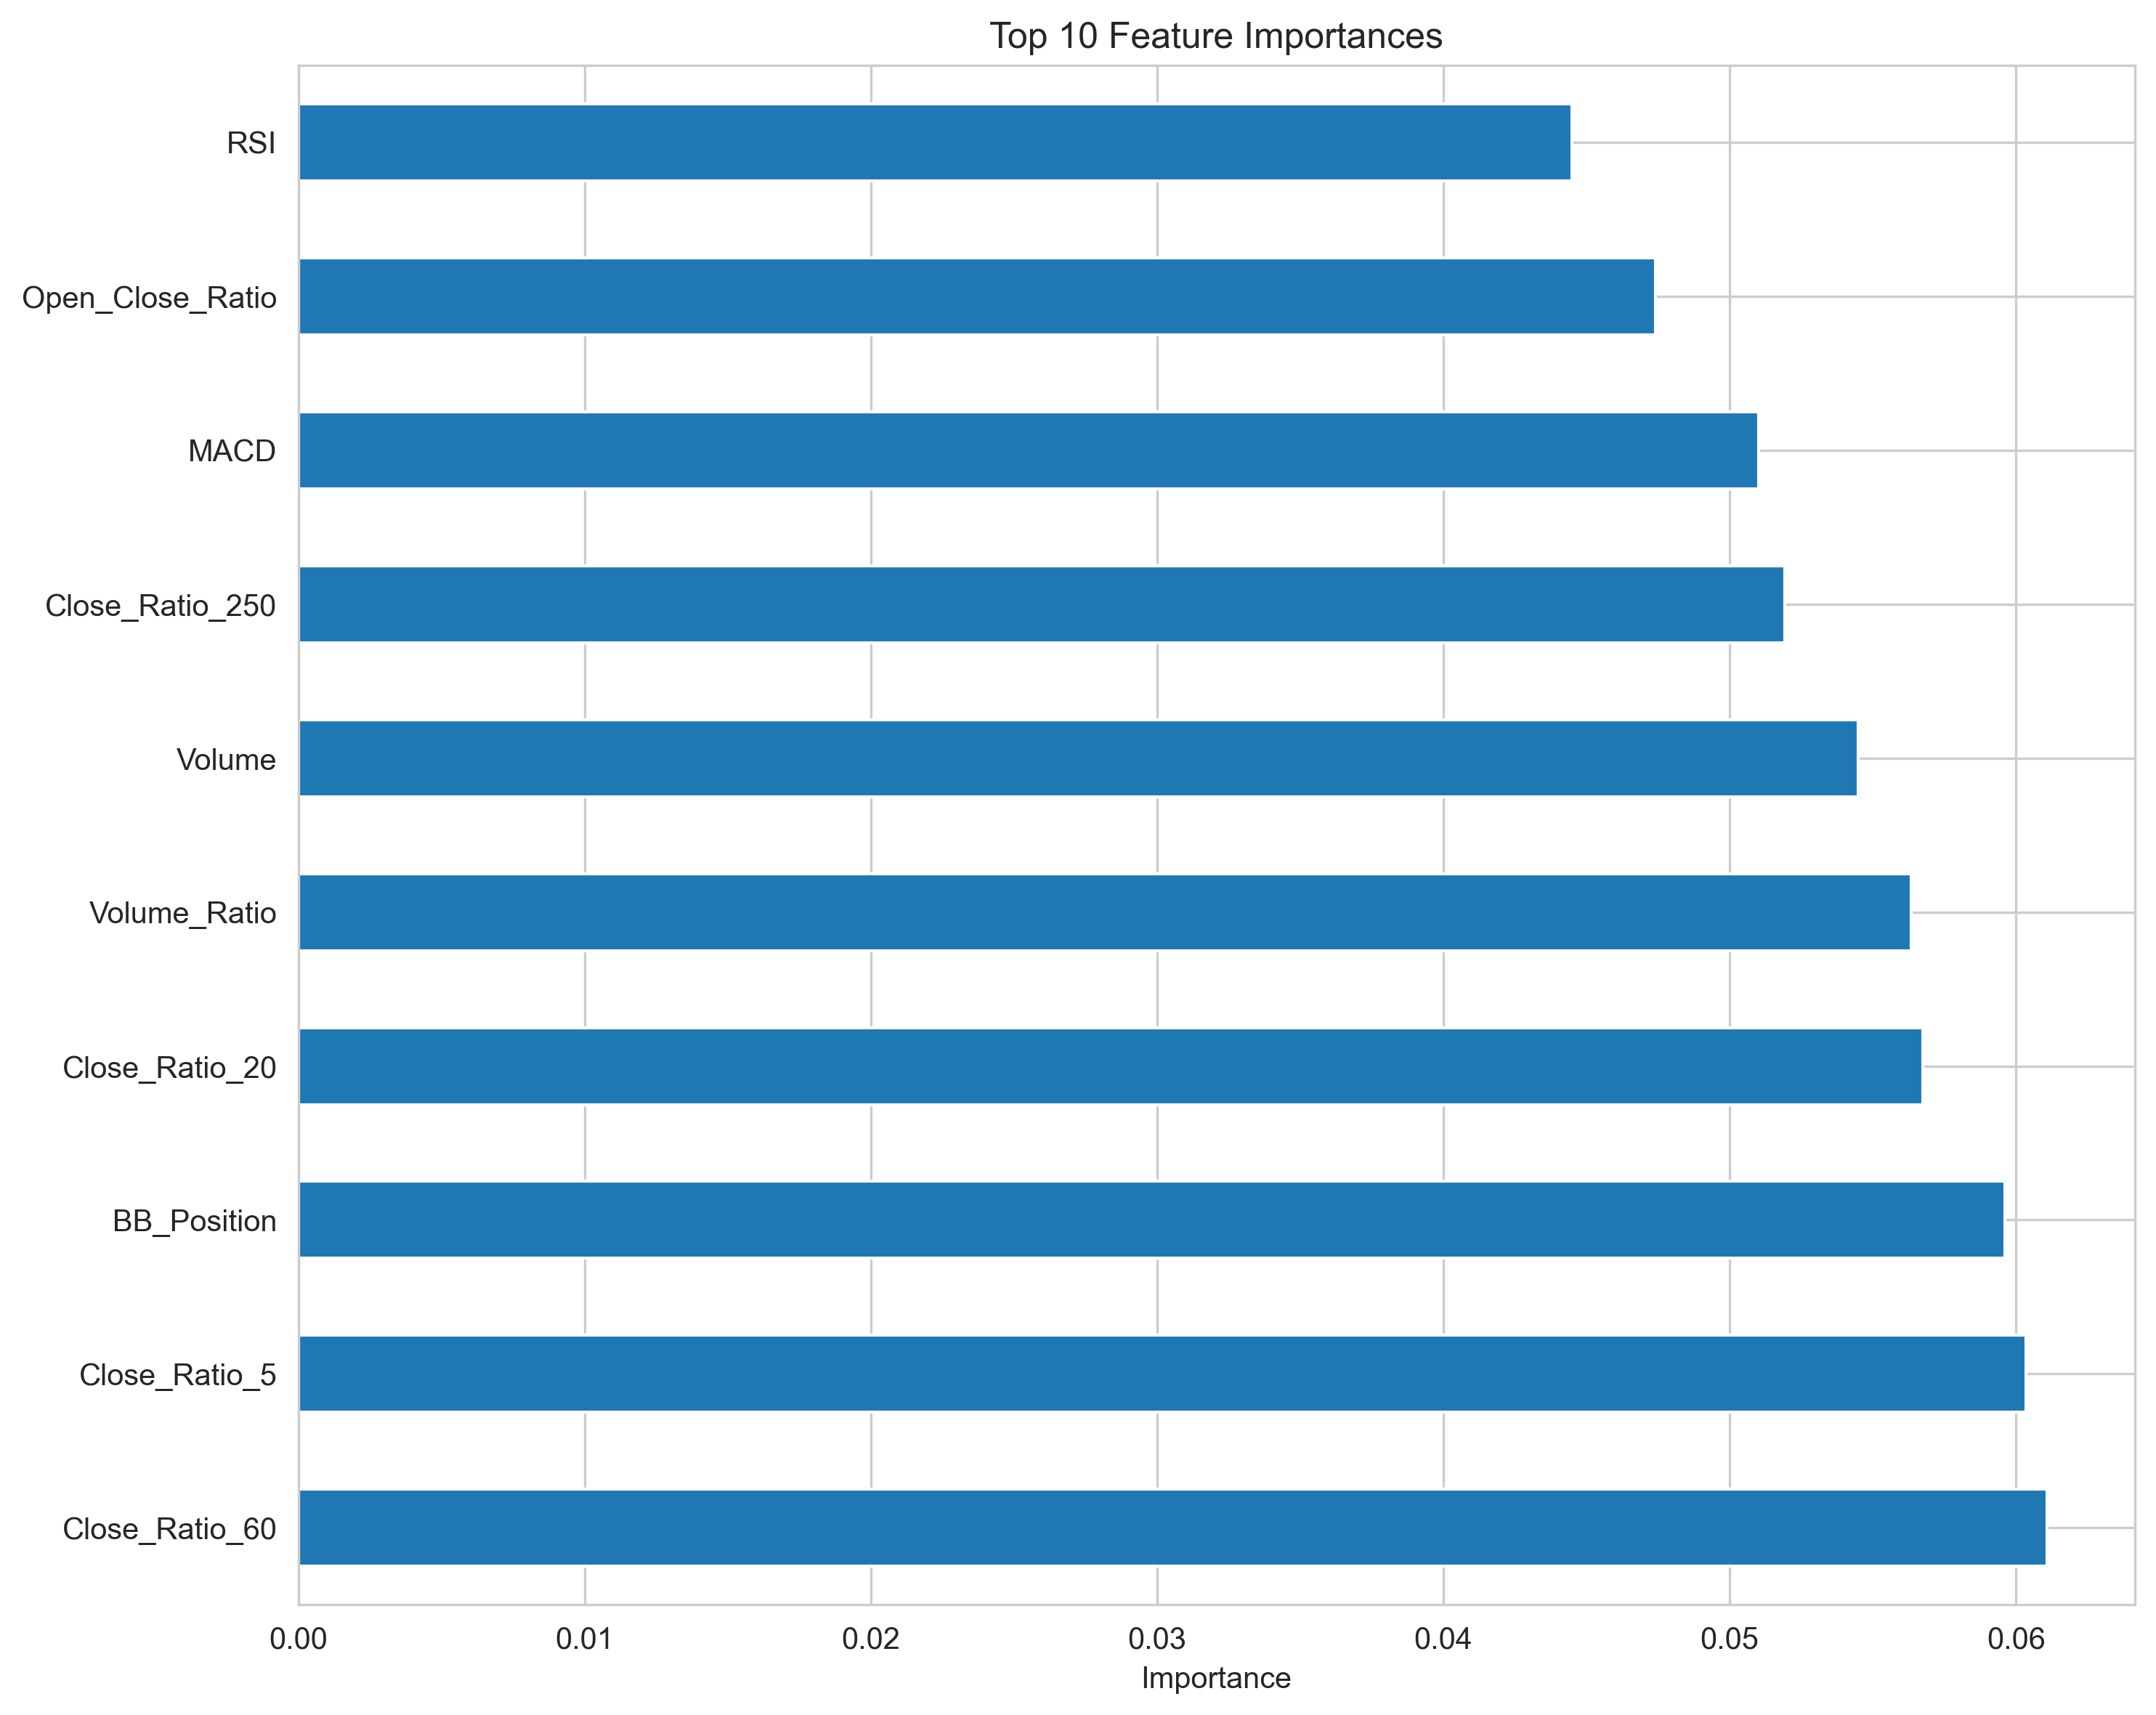 Top 10 Feature Importances
RSI
Open_Close_Ratio
MACD
Close_Ratio_250
Volume
Volume_Ratio
Close_Ratio_20
BB_Position
Close_Ratio_5
Close_Ratio_60
0.00 0.01 0.02 0.03 0.04 0.05 0.06
Importance